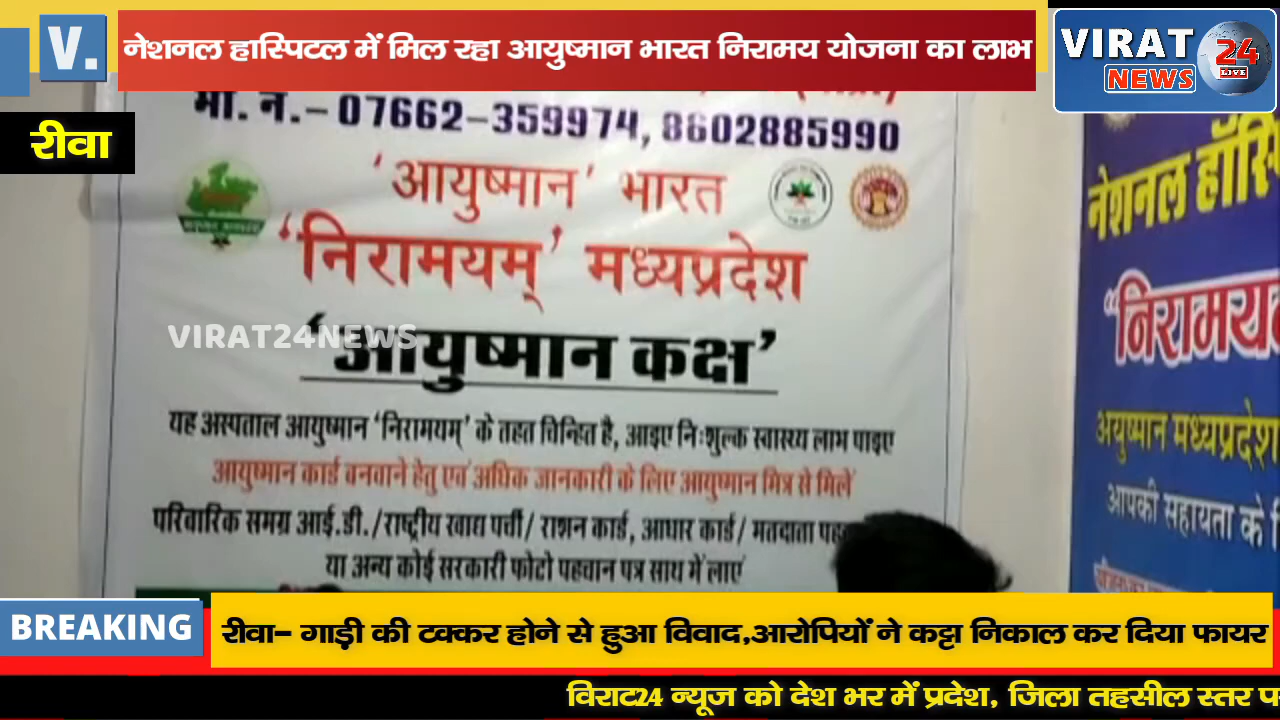 V.
नेशनल हास्पिटल में मिल रहा आयुष्मान भारत निरामय योजना का लाभ
VIRAT
NEWS
24
LIVE
रीवा
मो. नं.– 07662-359974, 8602885990
‘आयुष्मान’ भारत
‘निरामयम्’ मध्यप्रदेश
VIRAT24NEWS
‘आयुष्मान कक्ष’
यह अस्पताल आयुष्मान ‘निरामयम्’ के तहत चिन्हित है, आइए निःशुल्क स्वास्थ्य लाभ पाइए
आयुष्मान कार्ड बनवाने हेतु एवं अधिक जानकारी के लिए आयुष्मान मित्र से मिलें
परिवारिक समग्र आई.डी./राष्ट्रीय खाद्य पर्ची/ राशन कार्ड, आधार कार्ड/ मतदाता
या अन्य कोई सरकारी फोटो पहचान पत्र साथ में लाएं
नेशनल हॉस्पि
“निरामय
अयुष्मान मध्यप्रदेश
आपकी सहायता के
BREAKING
रीवा- गाड़ी की टक्कर होने से हुआ विवाद,आरोपियों ने कट्टा निकाल कर दिया फायर
विराट24 न्यूज को देश भर में प्रदेश, जिला तहसील स्तर प